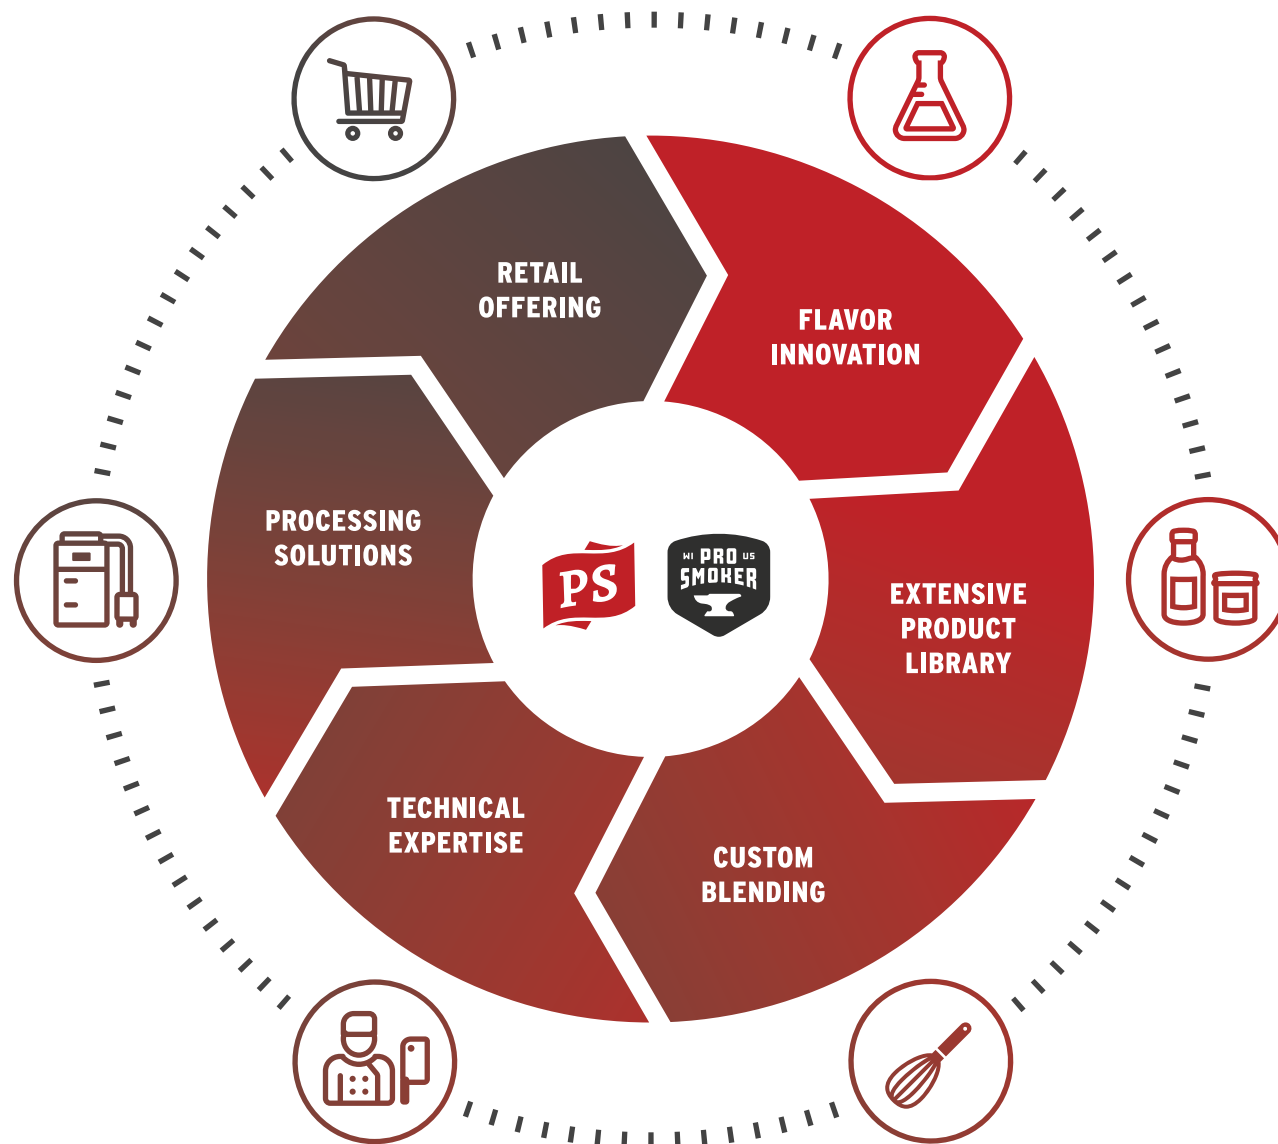 RETAIL
OFFERING
FLAVOR
INNOVATION
EXTENSIVE
PRODUCT
LIBRARY
CUSTOM
BLENDING
TECHNICAL
EXPERTISE
PROCESSING
SOLUTIONS
PS
WI PRO US
SMOKER